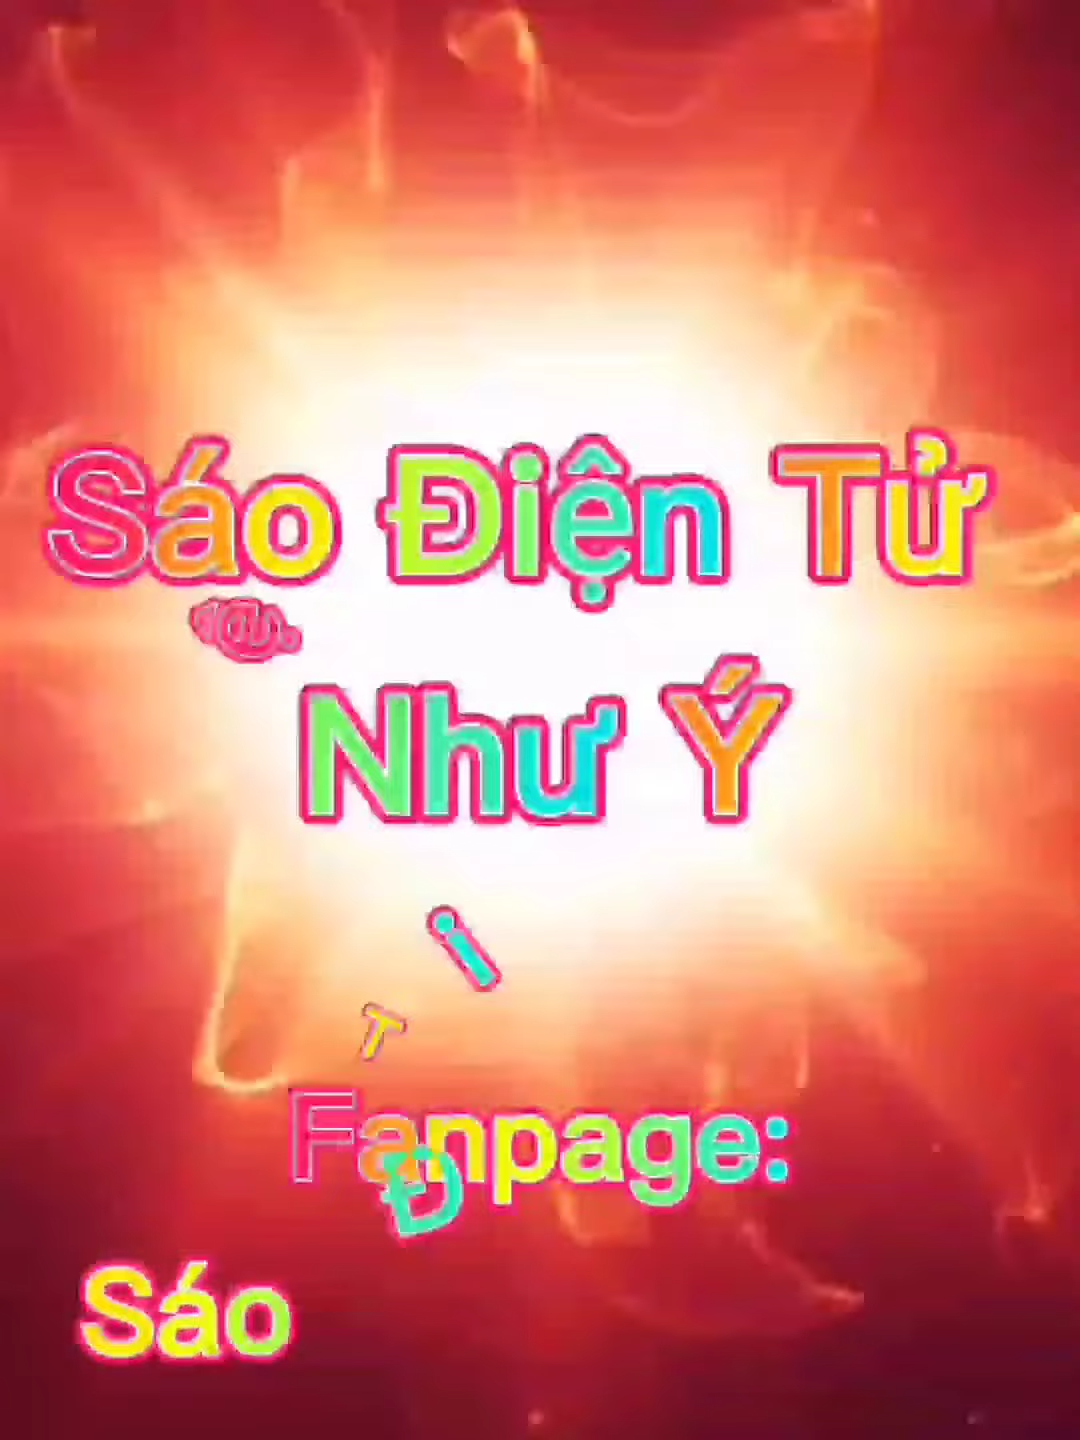 Sáo Điện Tử
Như Ý
i
T
Fanpage:
Đ
Sáo